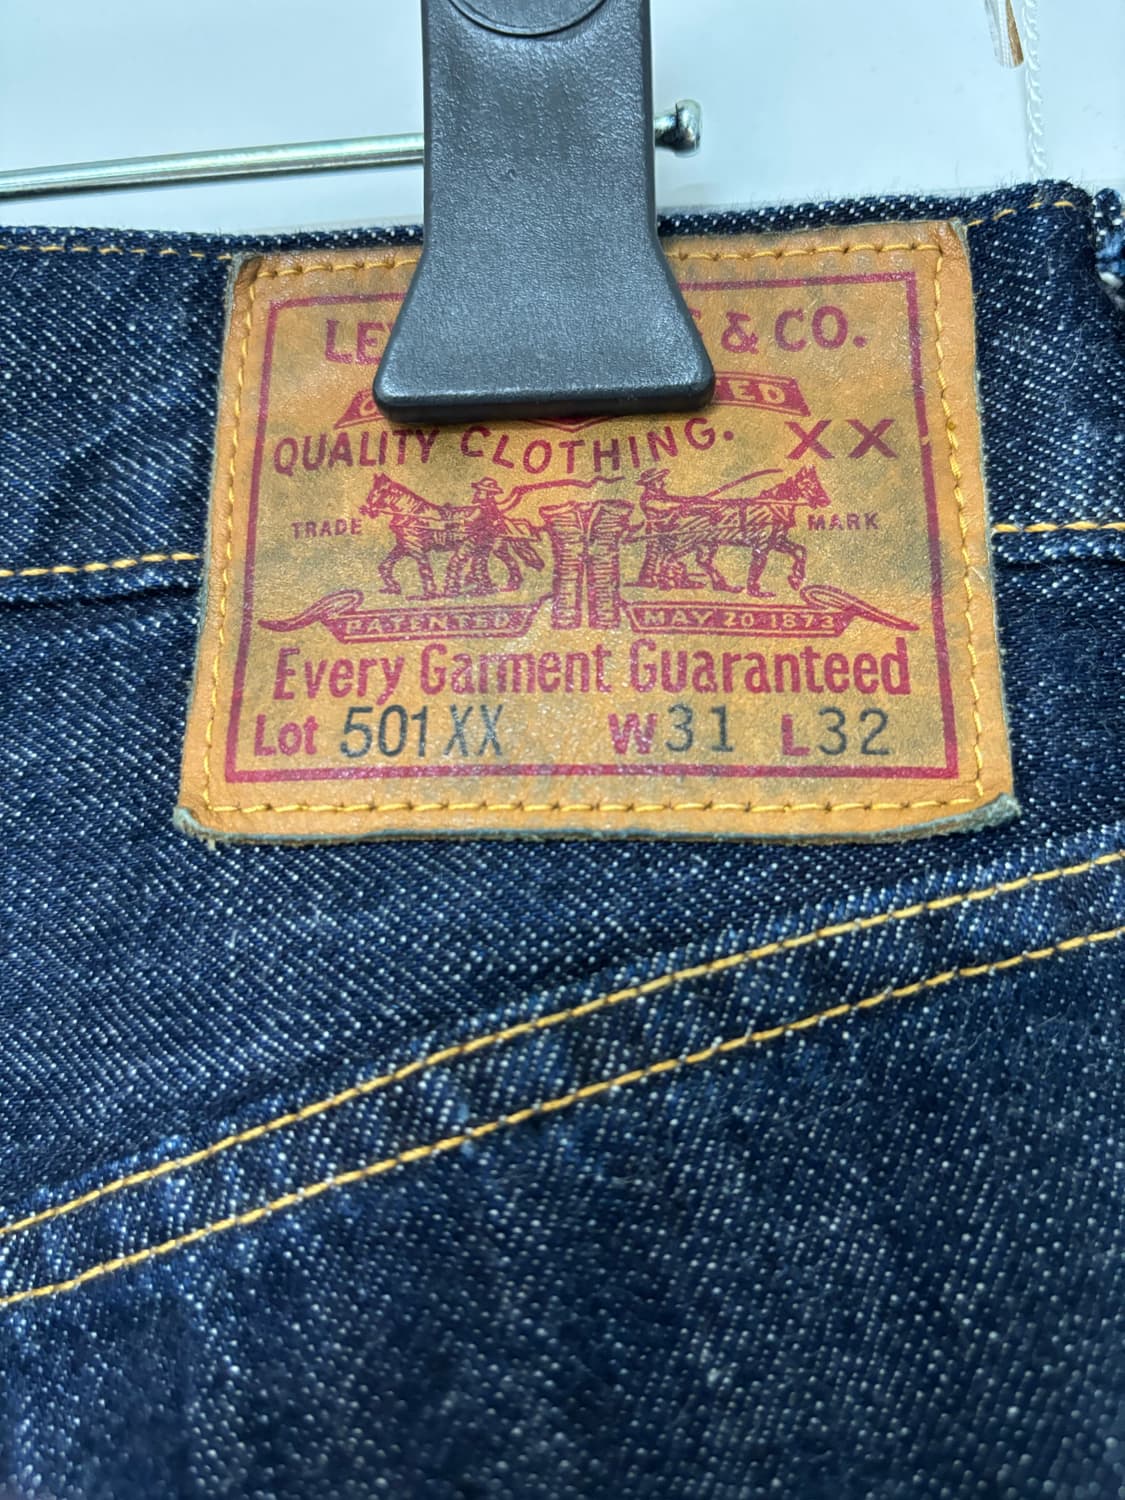 & CO.
QUALITY CLOTHING. XX
TRADE MARK
PATENTED MAY 20 1873
Every Garment Guaranteed
Lot 501XX W31 L32